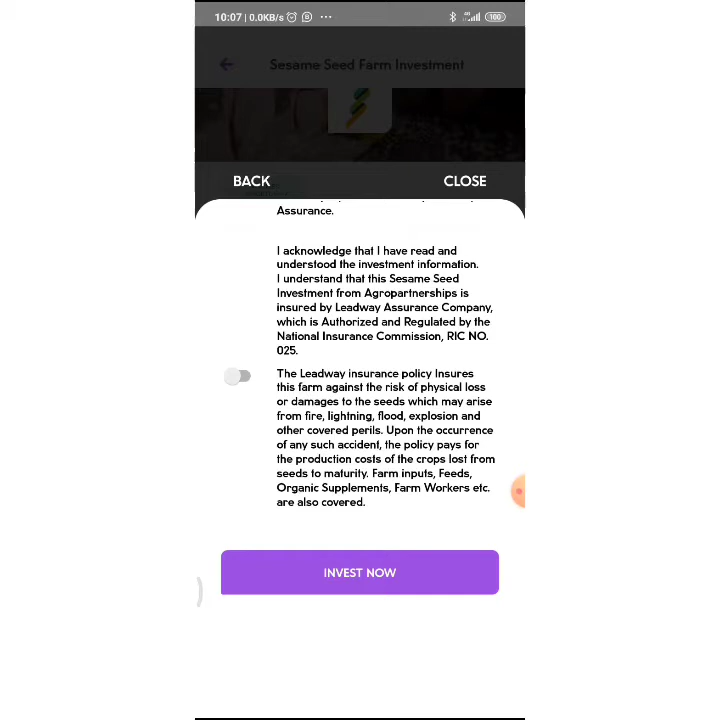 10:07 | 0.0KB/s
100
Sesame Seed Farm Investment
BACK
CLOSE
Assurance.
I acknowledge that I have read and
understood the investment information.
I understand that this Sesame Seed
Investment from Agropartnerships is
insured by Leadway Assurance Company,
which is Authorized and Regulated by the
National Insurance Commission, RIC NO.
025.
The Leadway insurance policy Insures
this farm against the risk of physical loss
or damages to the seeds which may arise
from fire, lightning, flood, explosion and
other covered perils. Upon the occurrence
of any such accident, the policy pays for
the production costs of the crops lost from
seeds to maturity. Farm inputs, Feeds,
Organic Supplements, Farm Workers etc.
are also covered.
INVEST NOW